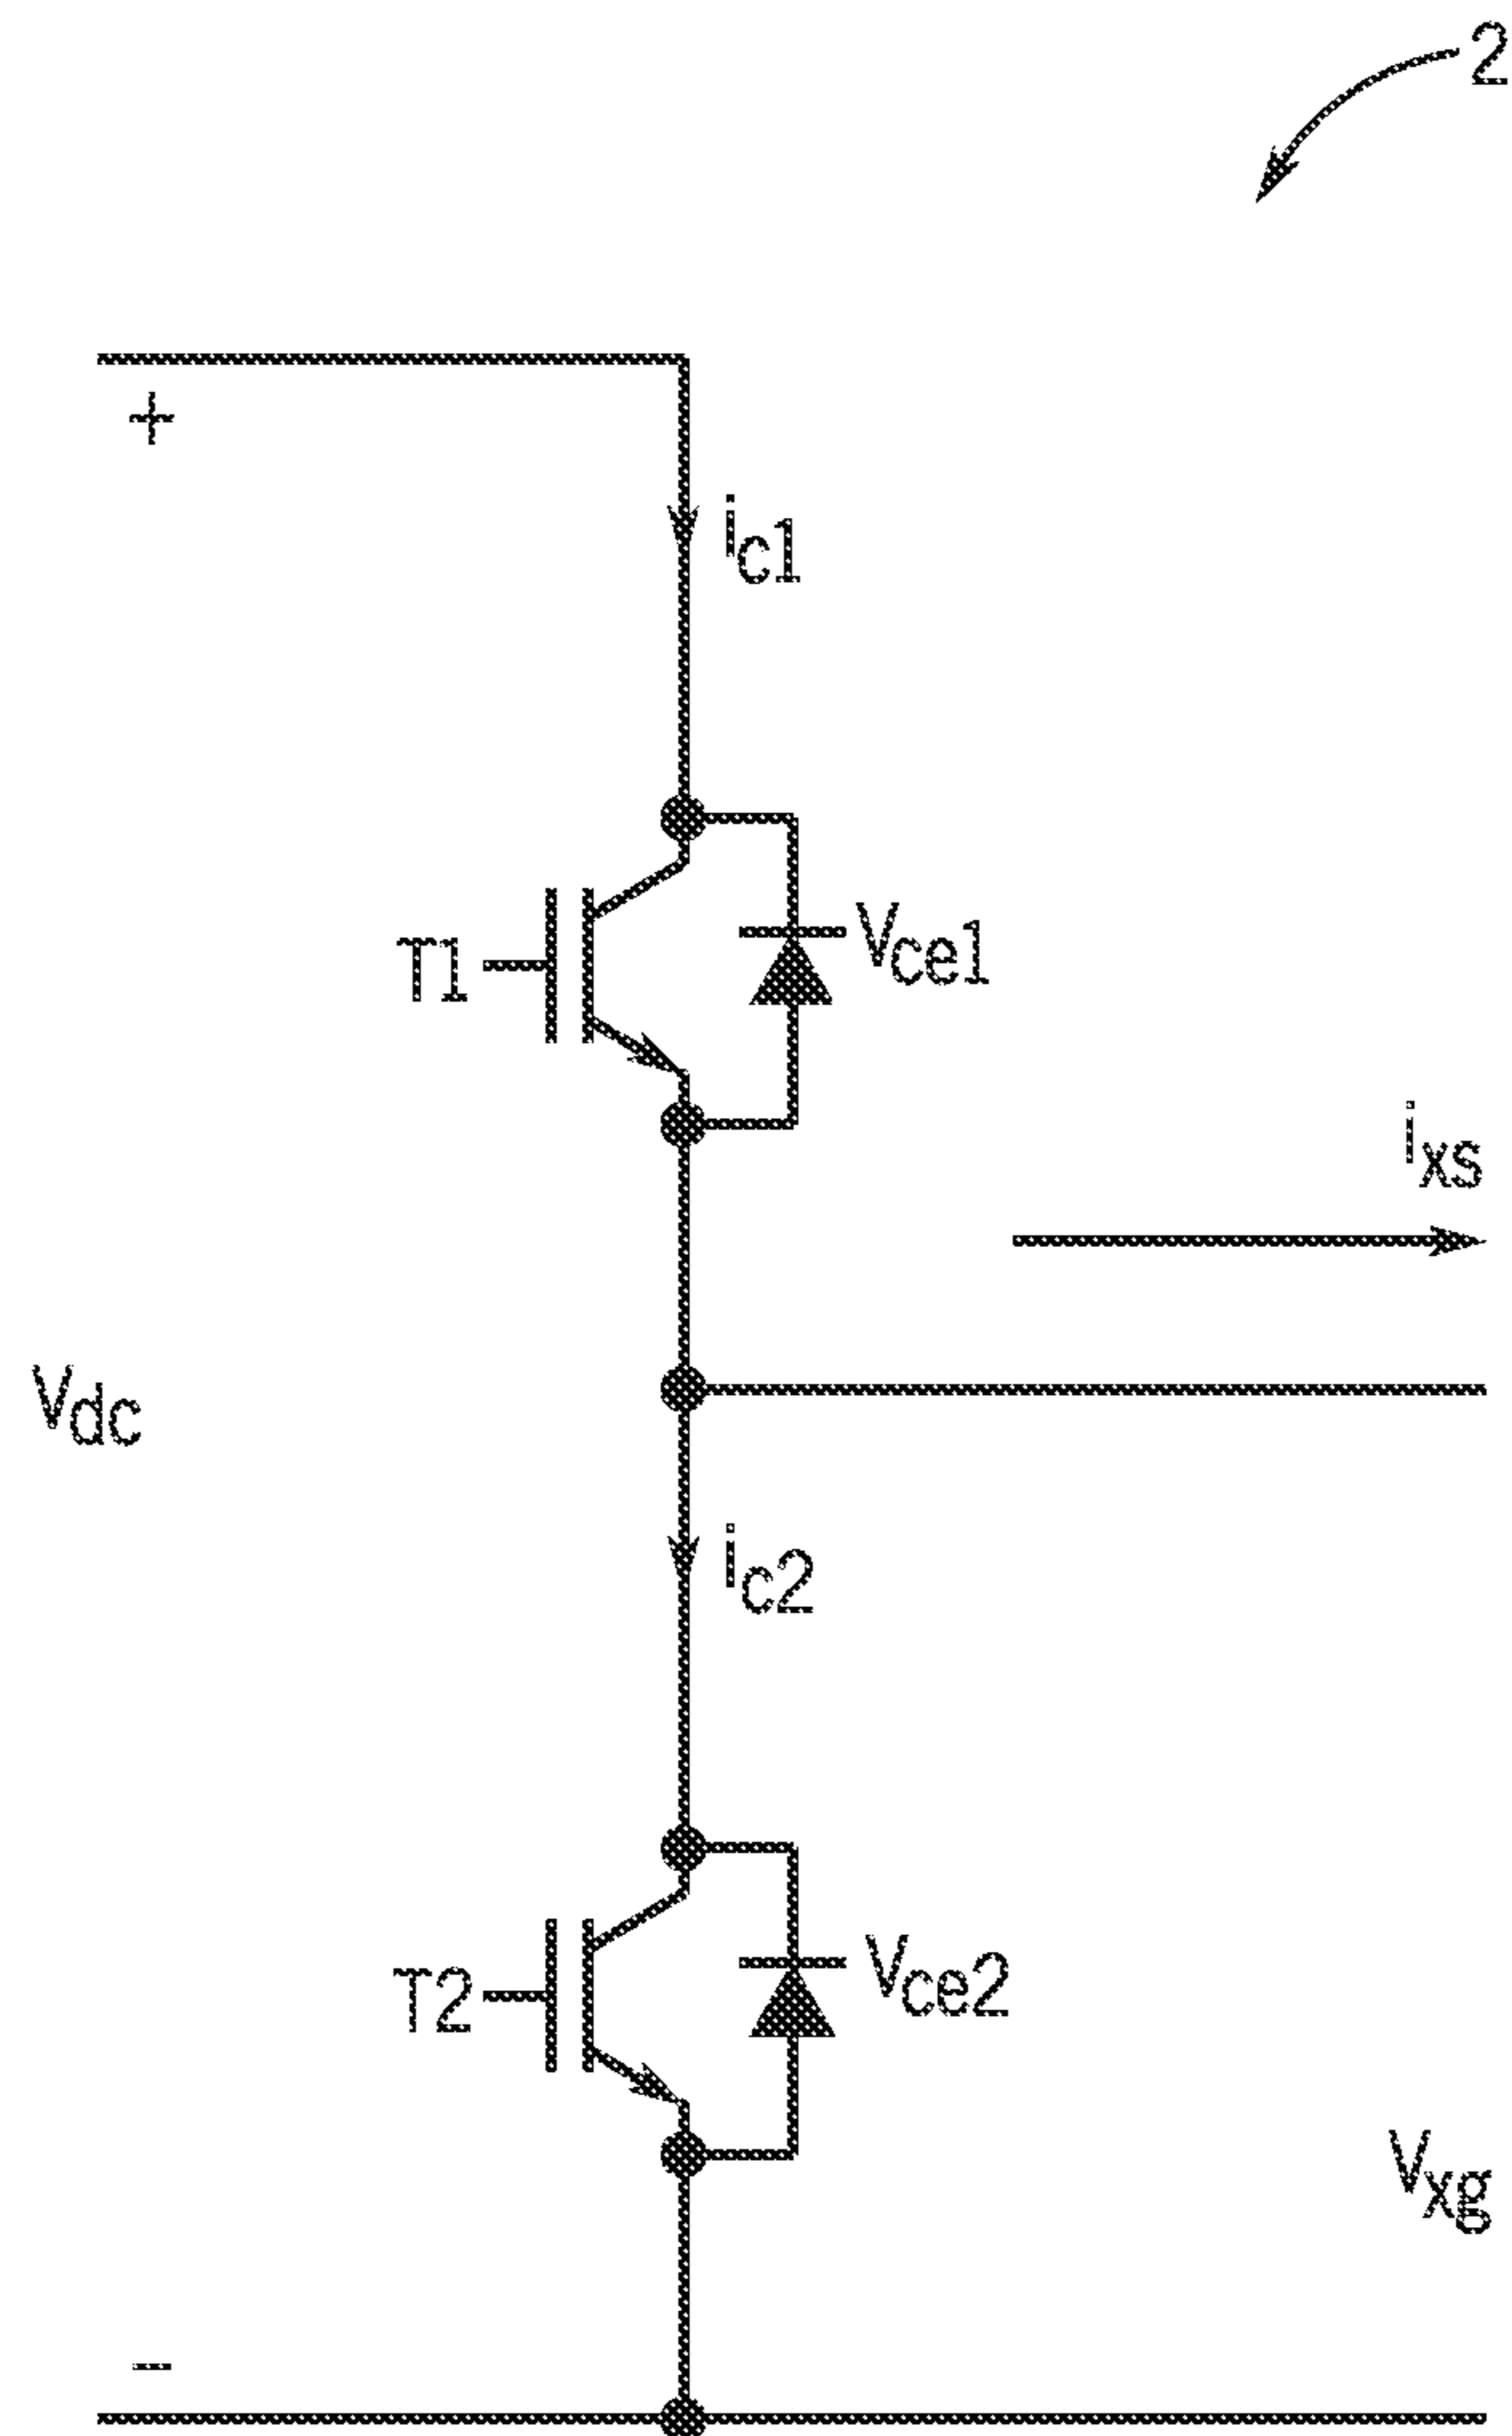 2
+
ic1
T1
Vce1
ixs
Vdc
ic2
T2
Vce2
Vxg
–